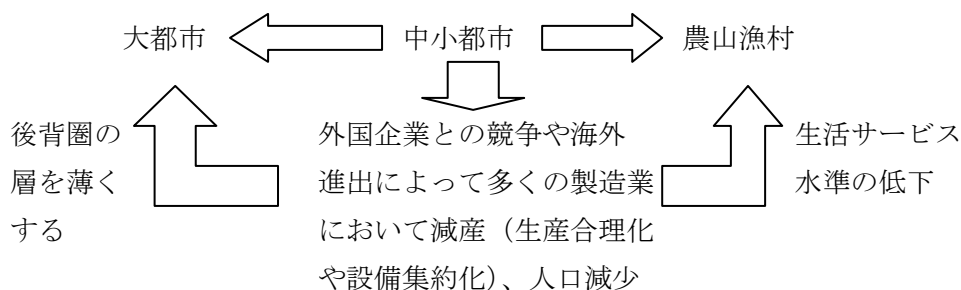 大都市
中小都市
農山漁村
後背圏の
層を薄く
する
外国企業との競争や海外
進出によって多くの製造業
において減産（生産合理化
や設備集約化）、人口減少
生活サービス
水準の低下